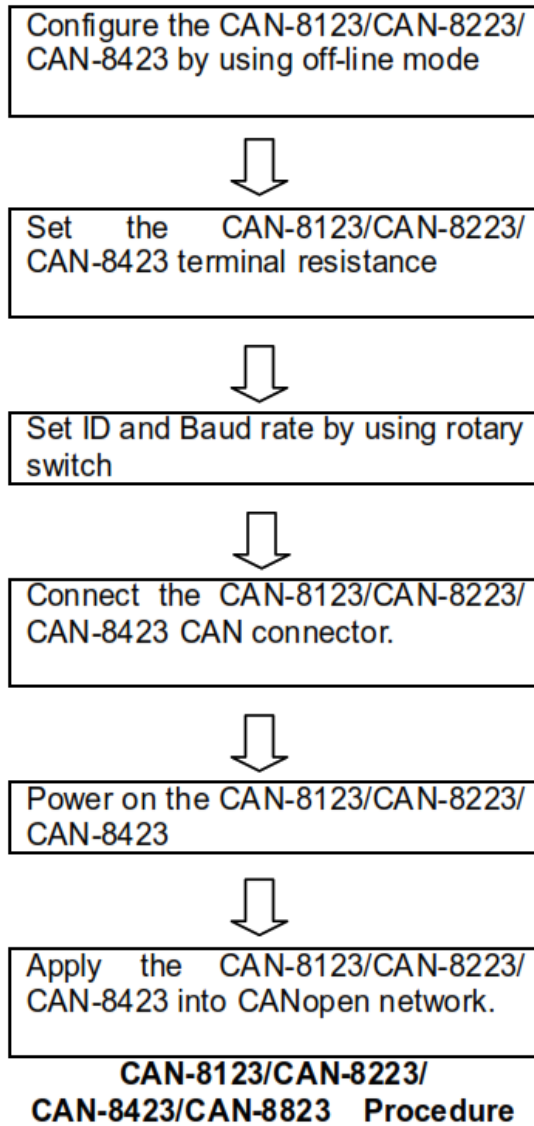 Configure the CAN-8123/CAN-8223/
CAN-8423 by using off-line mode
Set the CAN-8123/CAN-8223/
CAN-8423 terminal resistance
Set ID and Baud rate by using rotary
switch
Connect the CAN-8123/CAN-8223/
CAN-8423 CAN connector.
Power on the CAN-8123/CAN-8223/
CAN-8423
Apply the CAN-8123/CAN-8223/
CAN-8423 into CANopen network.
CAN-8123/CAN-8223/
CAN-8423/CAN-8823 Procedure